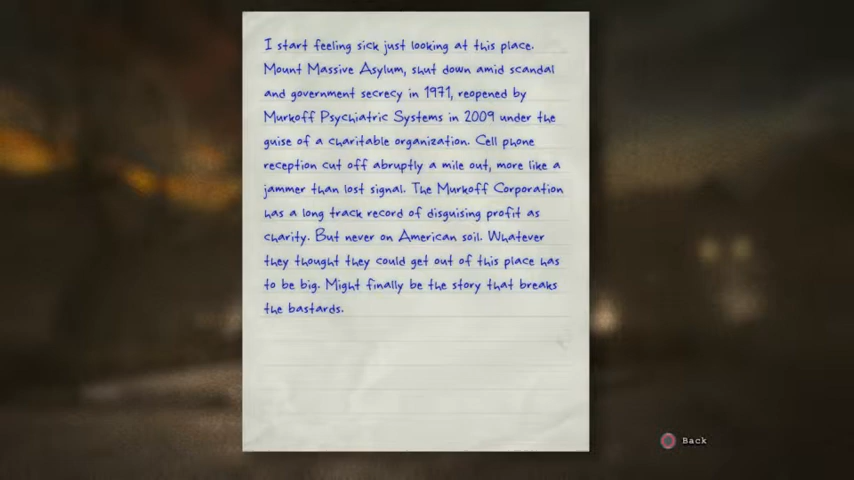 I start feeling sick just looking at this place.
Mount Massive Asylum, shut down amid scandal
and government secrecy in 1971, reopened by
Murkoff Psychiatric Systems in 2009 under the
guise of a charitable organization. Cell phone
reception cut off abruptly a mile out, more like a
jammer than lost signal. The Murkoff Corporation
has a long track record of disguising profit as
charity. But never on American soil. Whatever
they thought they could get out of this place has
to be big. Might finally be the story that breaks
the bastards.
Back